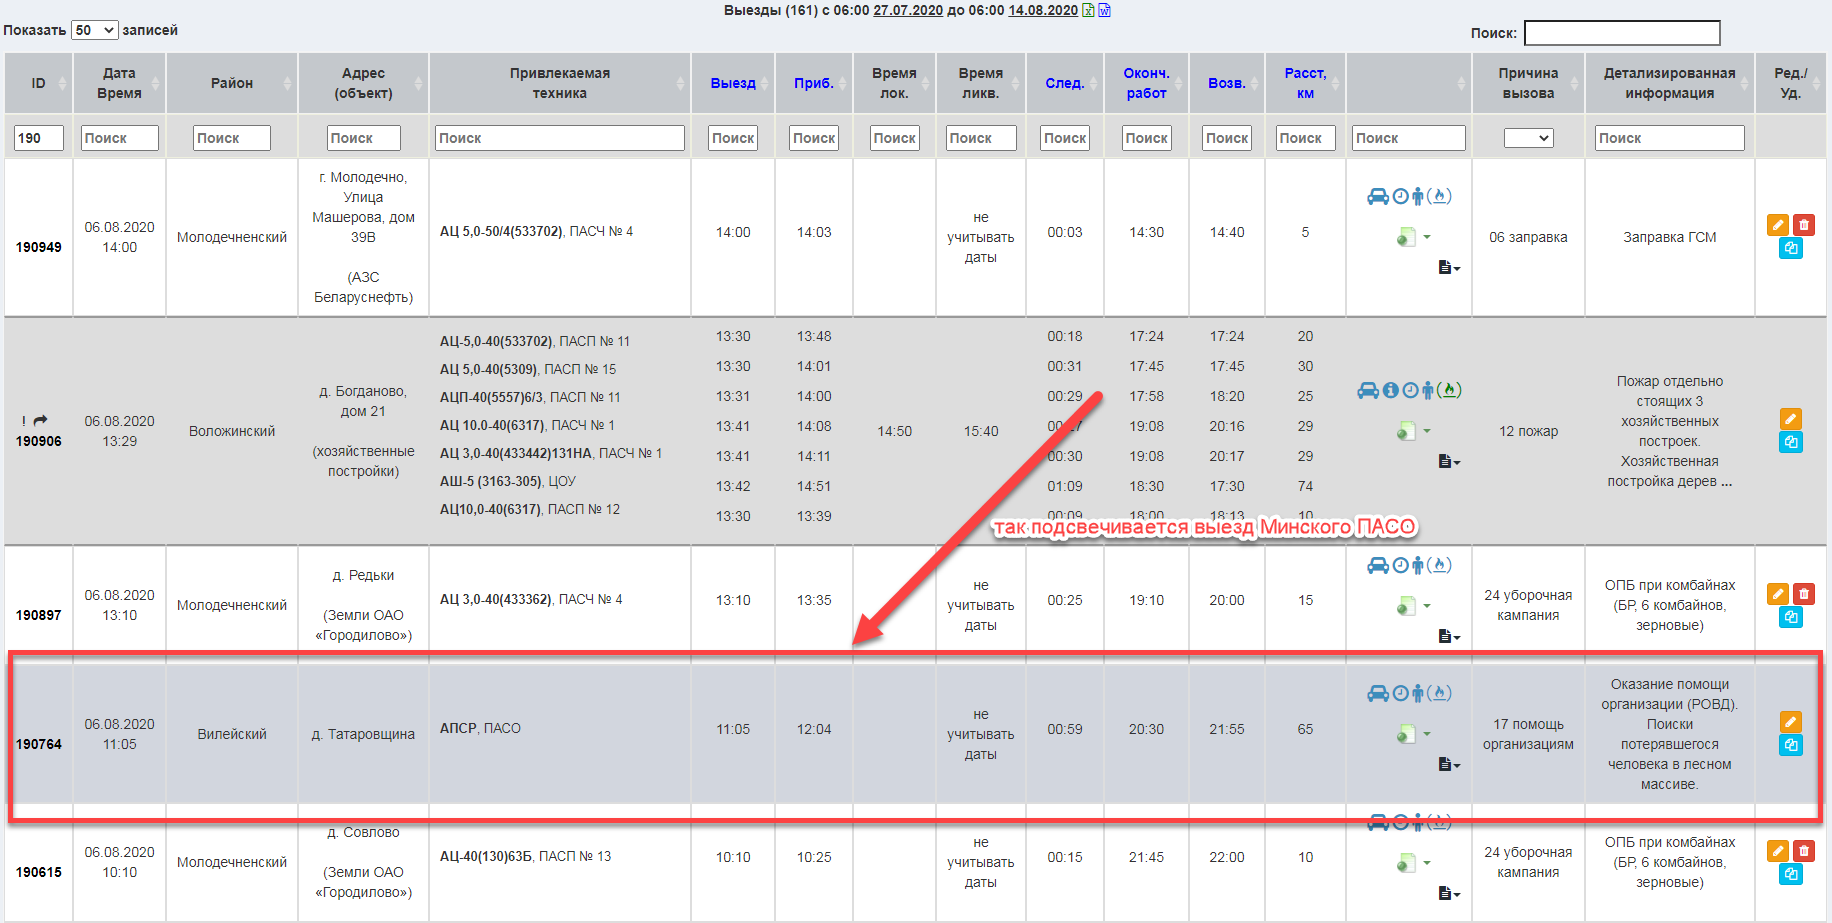 Выезды (161) с 06:00 27.07.2020 до 06:00 14.08.2020
Показать 50 записей
Поиск:
ID Дата Время Район Адрес (объект) Привлекаемая техника Выезд Приб. Время лок. Время ликв. След. Оконч. работ Возв. Расст, км Причина вызова Детализированная информация Ред./ Уд.
190 Поиск Поиск Поиск Поиск Поиск Поиск Поиск Поиск Поиск Поиск Поиск Поиск Поиск Поиск
190949
06.08.2020
14:00
Молодечненский
г. Молодечно,
Улица
Машерова, дом
39В
(АЗС
Беларуснефть)
АЦ 5,0-50/4(533702), ПАСЧ № 4
14:00
14:03
не
учитывать
даты
00:03
14:30
14:40
5
06 заправка
Заправка ГСМ
!
190906
06.08.2020
13:29
Воложинский
д. Богданово,
дом 21
(хозяйственные
постройки)
АЦ-5,0-40(533702), ПАСП № 11
АЦ 5,0-40(5309), ПАСП № 15
АЦП-40(5557)6/3, ПАСП № 11
АЦ 10.0-40(6317), ПАСЧ № 1
АЦ 3,0-40(433442)131НА, ПАСЧ № 1
АШ-5 (3163-305), ЦОУ
АЦ10,0-40(6317), ПАСП № 12
13:30
13:30
13:31
13:41
13:41
13:42
13:30
13:48
14:01
14:00
14:08
14:11
14:51
13:39
14:50
15:40
00:18
00:31
00:29
00:30
01:09
00:09
17:24
17:45
17:58
19:08
19:08
18:30
18:00
17:24
17:45
18:20
20:16
20:17
17:30
18:13
20
30
25
29
29
74
10
12 пожар
Пожар отдельно
стоящих 3
хозяйственных
построек.
Хозяйственная
постройка дерев ...
так подсвечивается выезд Минского ПАСО
190897
06.08.2020
13:10
Молодечненский
д. Редьки
(Земли ОАО
«Городилово»)
АЦ 3,0-40(433362), ПАСЧ № 4
13:10
13:35
не
учитывать
даты
00:25
19:10
20:00
15
24 уборочная
кампания
ОПБ при комбайнах
(БР, 6 комбайнов,
зерновые)
190764
06.08.2020
11:05
Вилейский
д. Татаровщина
АПСР, ПАСО
11:05
12:04
не
учитывать
даты
00:59
20:30
21:55
65
17 помощь
организациям
Оказание помощи
организации (РОВД).
Поиски
потерявшегося
человека в лесном
массиве.
190615
06.08.2020
10:10
Молодечненский
д. Совлово
(Земли ОАО
«Городилово»)
АЦ-40(130)63Б, ПАСП № 13
10:10
10:25
не
учитывать
даты
00:15
21:45
22:00
10
24 уборочная
кампания
ОПБ при комбайнах
(БР, 6 комбайнов,
зерновые)